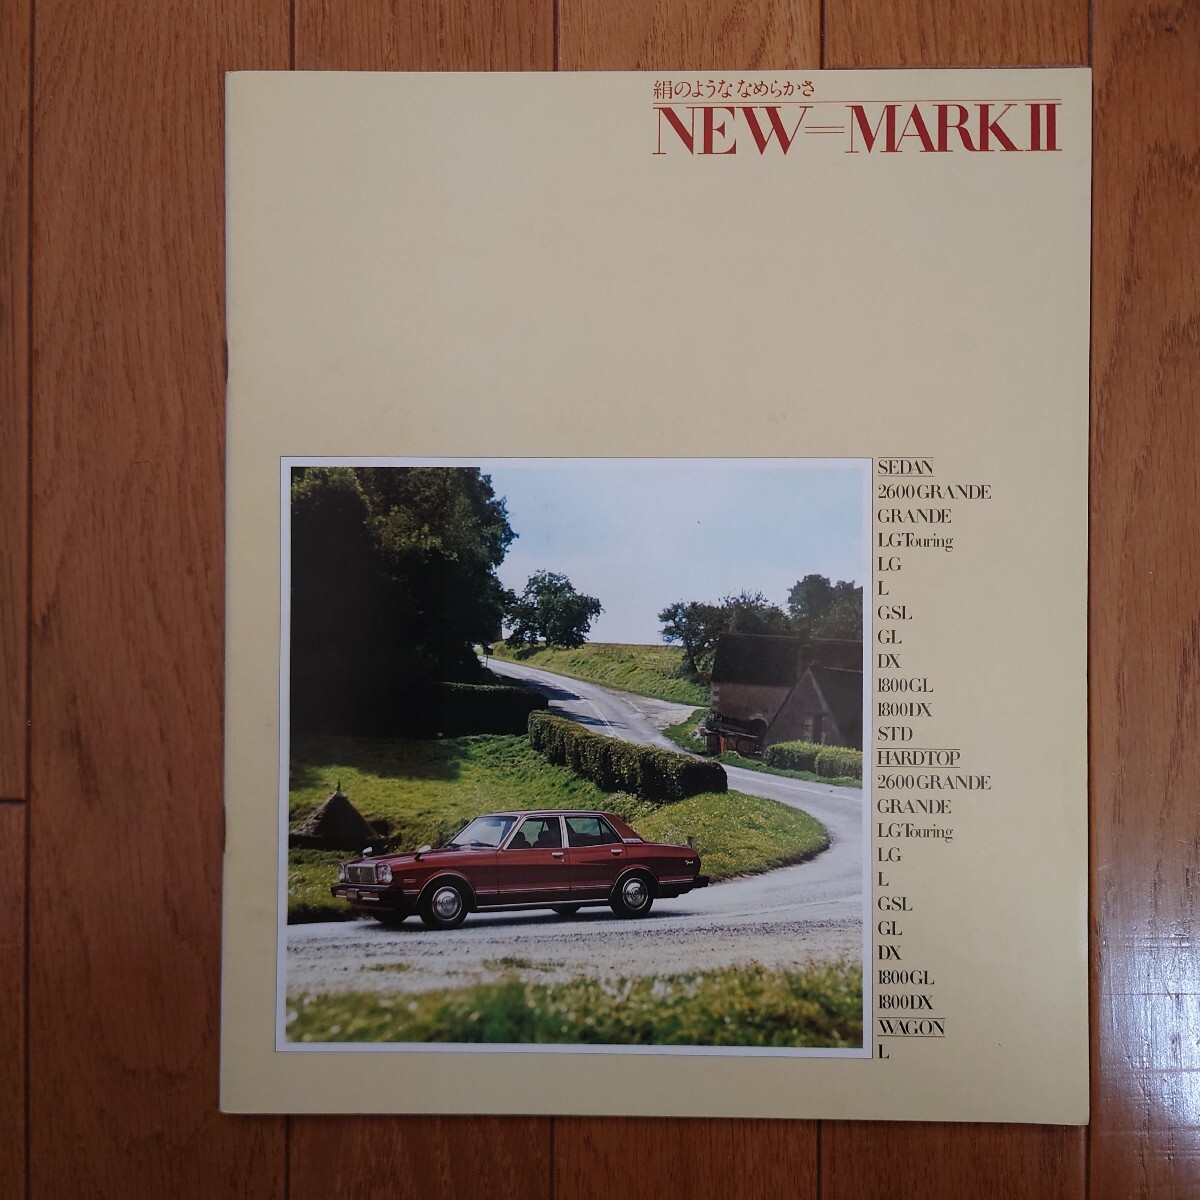 絹のような なめらかさ
NEW=MARK II
SEDAN
2600 GRANDE
GRANDE
LG Touring
LG
L
GSL
GL
DX
1800 GL
1800 DX
STD
HARDTOP
2600 GRANDE
GRANDE
LG Touring
LG
L
GSL
GL
DX
1800 GL
1800 DX
WAGON
L